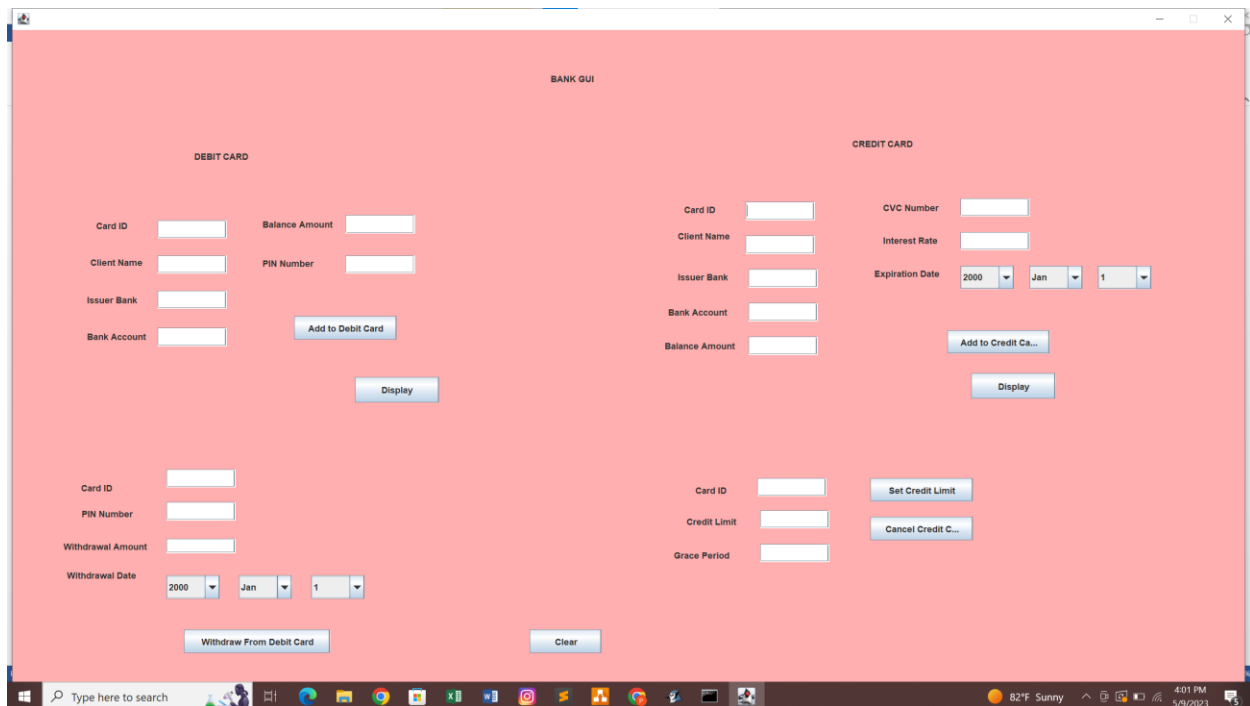 BANK GUI
DEBIT CARD
Card ID
Balance Amount
Client Name
PIN Number
Issuer Bank
Bank Account
Add to Debit Card
Display
CREDIT CARD
Card ID
CVC Number
Client Name
Interest Rate
Issuer Bank
Expiration Date
2000
Jan
1
Bank Account
Balance Amount
Add to Credit Ca...
Display
Card ID
PIN Number
Withdrawal Amount
Withdrawal Date
2000
Jan
1
Withdraw From Debit Card
Clear
Card ID
Set Credit Limit
Credit Limit
Cancel Credit C...
Grace Period
Type here to search
82°F Sunny
4:01 PM
5/9/2023
5